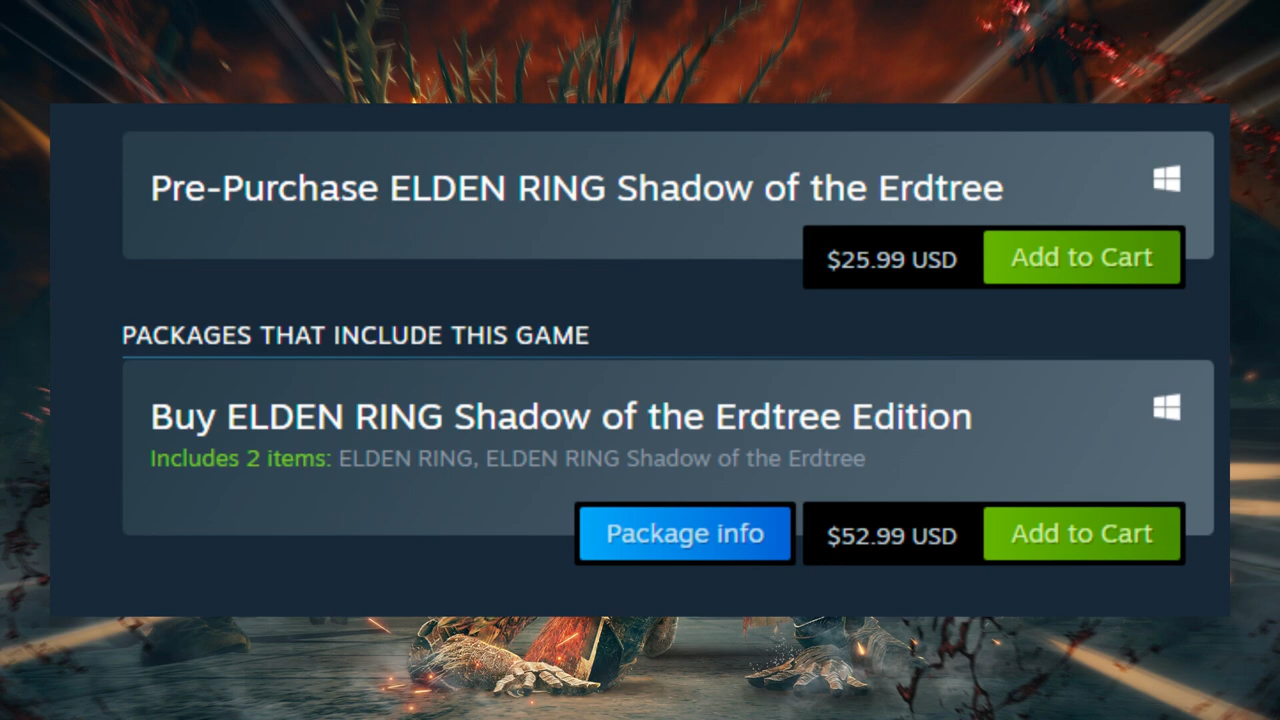 Pre-Purchase ELDEN RING Shadow of the Erdtree
$25.99 USD
Add to Cart
PACKAGES THAT INCLUDE THIS GAME
Buy ELDEN RING Shadow of the Erdtree Edition
Includes 2 items: ELDEN RING, ELDEN RING Shadow of the Erdtree
Package info
$52.99 USD
Add to Cart